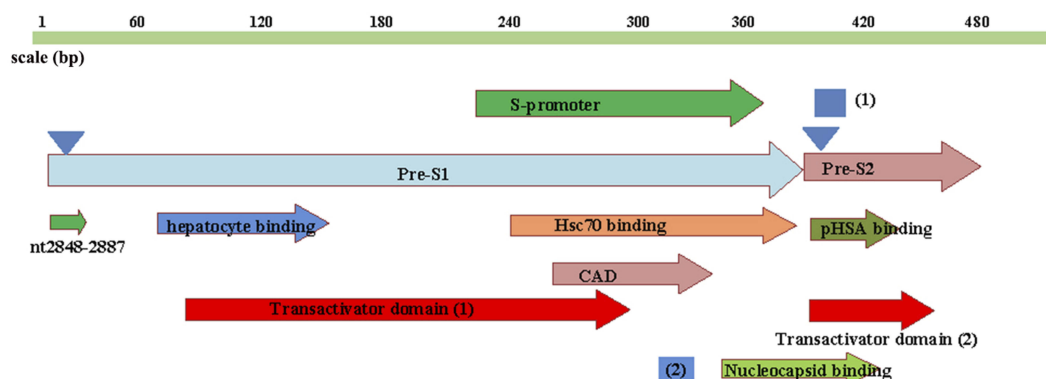 1 60 120 180 240 300 360 420 480
scale (bp)
S-promoter
(1)
Pre-S1
Pre-S2
hepatocyte binding
Hsc70 binding
pHSA binding
nt2848-2887
CAD
Transactivator domain (1)
Transactivator domain (2)
(2)
Nucleocapsid binding